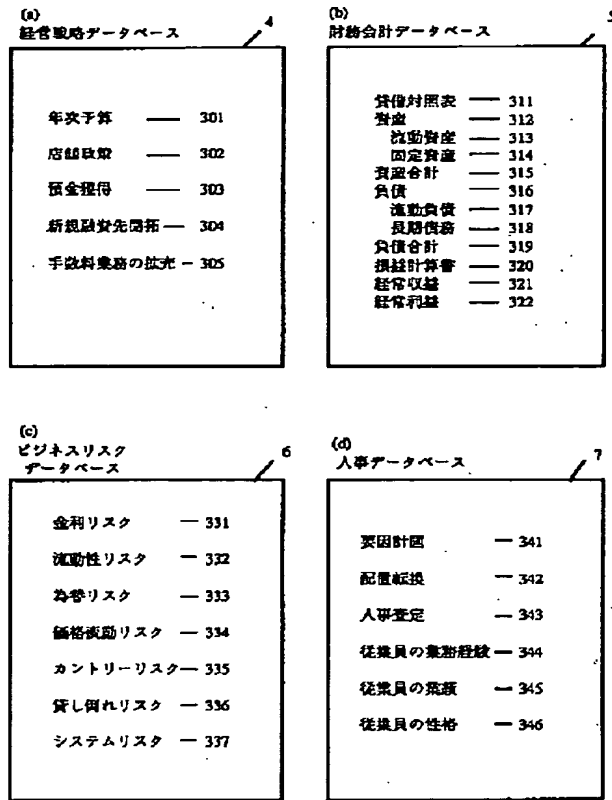 (a)
経営戦略データベース
4
年次予算 301
店舗政策 302
預金獲得 303
新規融資先開拓 304
手数料業務の拡充 305
(b)
財務会計データベース
5
貸借対照表 311
資産 312
流動資産 313
固定資産 314
資産合計 315
負債 316
流動負債 317
長期債務 318
負債合計 319
損益計算書 320
経常収益 321
経常利益 322
(c)
ビジネスリスク
データベース
6
金利リスク 331
流動性リスク 332
為替リスク 333
価格変動リスク 334
カントリーリスク 335
貸し倒れリスク 336
システムリスク 337
(d)
人事データベース
7
要因計画 341
配置転換 342
人事査定 343
従業員の業務経験 344
従業員の業績 345
従業員の性格 346